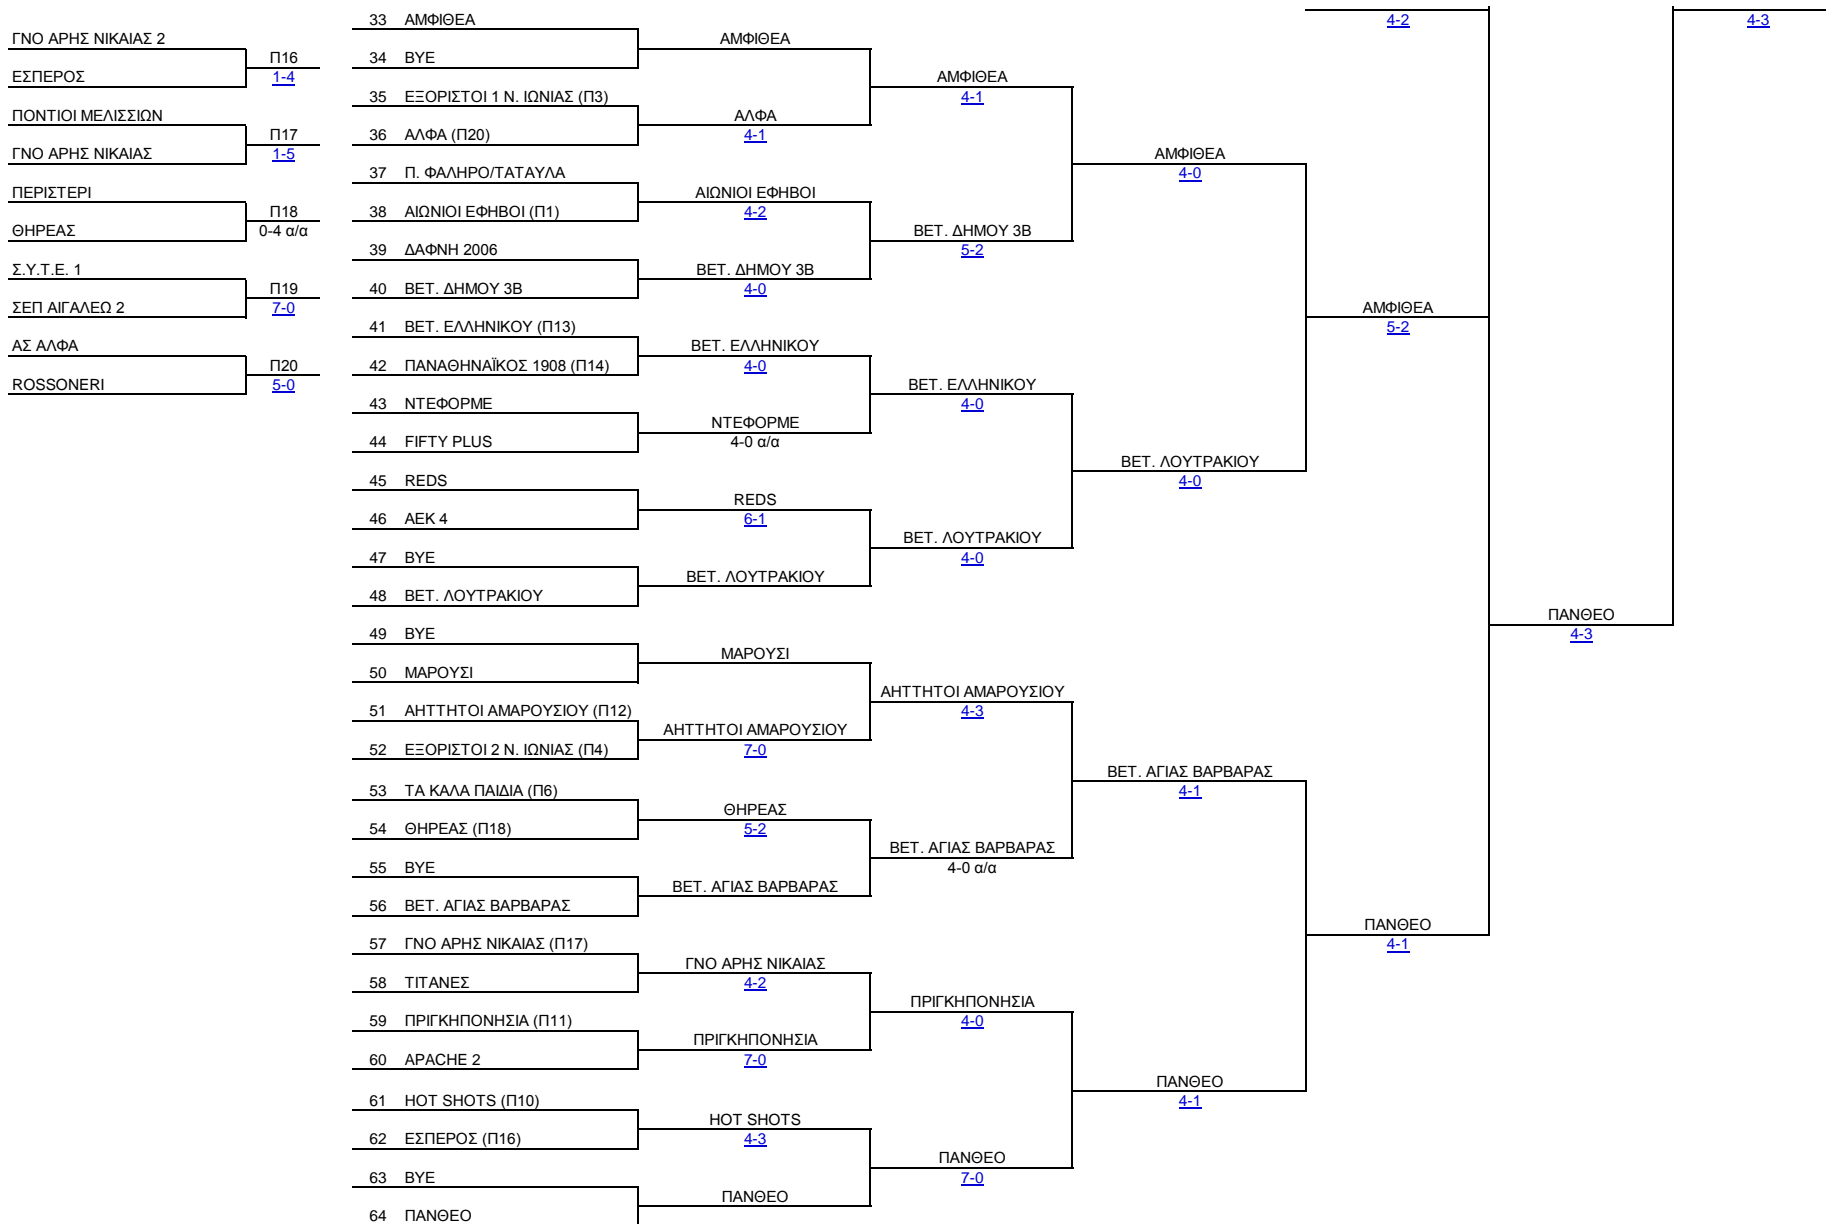 ΓΝΟ ΑΡΗΣ ΝΙΚΑΙΑΣ 2
Π16
ΕΣΠΕΡΟΣ
1-4
ΠΟΝΤΙΟΙ ΜΕΛΙΣΣΙΩΝ
Π17
ΓΝΟ ΑΡΗΣ ΝΙΚΑΙΑΣ
1-5
ΠΕΡΙΣΤΕΡΙ
Π18
ΘΗΡΕΑΣ
0-4 α/α
Σ.Υ.Τ.Ε. 1
Π19
ΣΕΠ ΑΙΓΑΛΕΩ 2
7-0
ΑΣ ΑΛΦΑ
Π20
ROSSONERI
5-0
33 ΑΜΦΙΘΕΑ
34 BYE
35 ΕΞΟΡΙΣΤΟΙ 1 Ν. ΙΩΝΙΑΣ (Π3)
36 ΑΛΦΑ (Π20)
37 Π. ΦΑΛΗΡΟ/ΤΑΤΑΥΛΑ
38 ΑΙΩΝΙΟΙ ΕΦΗΒΟΙ (Π1)
39 ΔΑΦΝΗ 2006
40 ΒΕΤ. ΔΗΜΟΥ 3Β
41 ΒΕΤ. ΕΛΛΗΝΙΚΟΥ (Π13)
42 ΠΑΝΑΘΗΝΑΪΚΟΣ 1908 (Π14)
43 ΝΤΕΦΟΡΜΕ
44 FIFTY PLUS
45 REDS
46 ΑΕΚ 4
47 BYE
48 ΒΕΤ. ΛΟΥΤΡΑΚΙΟΥ
49 BYE
50 ΜΑΡΟΥΣΙ
51 ΑΗΤΤΗΤΟΙ ΑΜΑΡΟΥΣΙΟΥ (Π12)
52 ΕΞΟΡΙΣΤΟΙ 2 Ν. ΙΩΝΙΑΣ (Π4)
53 ΤΑ ΚΑΛΑ ΠΑΙΔΙΑ (Π6)
54 ΘΗΡΕΑΣ (Π18)
55 BYE
56 ΒΕΤ. ΑΓΙΑΣ ΒΑΡΒΑΡΑΣ
57 ΓΝΟ ΑΡΗΣ ΝΙΚΑΙΑΣ (Π17)
58 ΤΙΤΑΝΕΣ
59 ΠΡΙΓΚΗΠΟΝΗΣΙΑ (Π11)
60 APACHE 2
61 HOT SHOTS (Π10)
62 ΕΣΠΕΡΟΣ (Π16)
63 BYE
64 ΠΑΝΘΕΟ
ΑΜΦΙΘΕΑ
ΑΛΦΑ
4-1
ΑΙΩΝΙΟΙ ΕΦΗΒΟΙ
4-2
ΒΕΤ. ΔΗΜΟΥ 3Β
4-0
ΒΕΤ. ΕΛΛΗΝΙΚΟΥ
4-0
ΝΤΕΦΟΡΜΕ
4-0 α/α
REDS
6-1
ΒΕΤ. ΛΟΥΤΡΑΚΙΟΥ
ΜΑΡΟΥΣΙ
ΑΗΤΤΗΤΟΙ ΑΜΑΡΟΥΣΙΟΥ
7-0
ΘΗΡΕΑΣ
5-2
ΒΕΤ. ΑΓΙΑΣ ΒΑΡΒΑΡΑΣ
ΓΝΟ ΑΡΗΣ ΝΙΚΑΙΑΣ
4-2
ΠΡΙΓΚΗΠΟΝΗΣΙΑ
7-0
HOT SHOTS
4-3
ΠΑΝΘΕΟ
ΑΜΦΙΘΕΑ
4-1
ΒΕΤ. ΔΗΜΟΥ 3Β
5-2
ΒΕΤ. ΕΛΛΗΝΙΚΟΥ
4-0
ΒΕΤ. ΛΟΥΤΡΑΚΙΟΥ
4-0
ΑΗΤΤΗΤΟΙ ΑΜΑΡΟΥΣΙΟΥ
4-3
ΒΕΤ. ΑΓΙΑΣ ΒΑΡΒΑΡΑΣ
4-0 α/α
ΠΡΙΓΚΗΠΟΝΗΣΙΑ
4-0
ΠΑΝΘΕΟ
7-0
ΑΜΦΙΘΕΑ
4-0
ΒΕΤ. ΛΟΥΤΡΑΚΙΟΥ
4-0
ΒΕΤ. ΑΓΙΑΣ ΒΑΡΒΑΡΑΣ
4-1
ΠΑΝΘΕΟ
4-1
4-2
ΑΜΦΙΘΕΑ
5-2
ΠΑΝΘΕΟ
4-1
ΠΑΝΘΕΟ
4-3
4-3